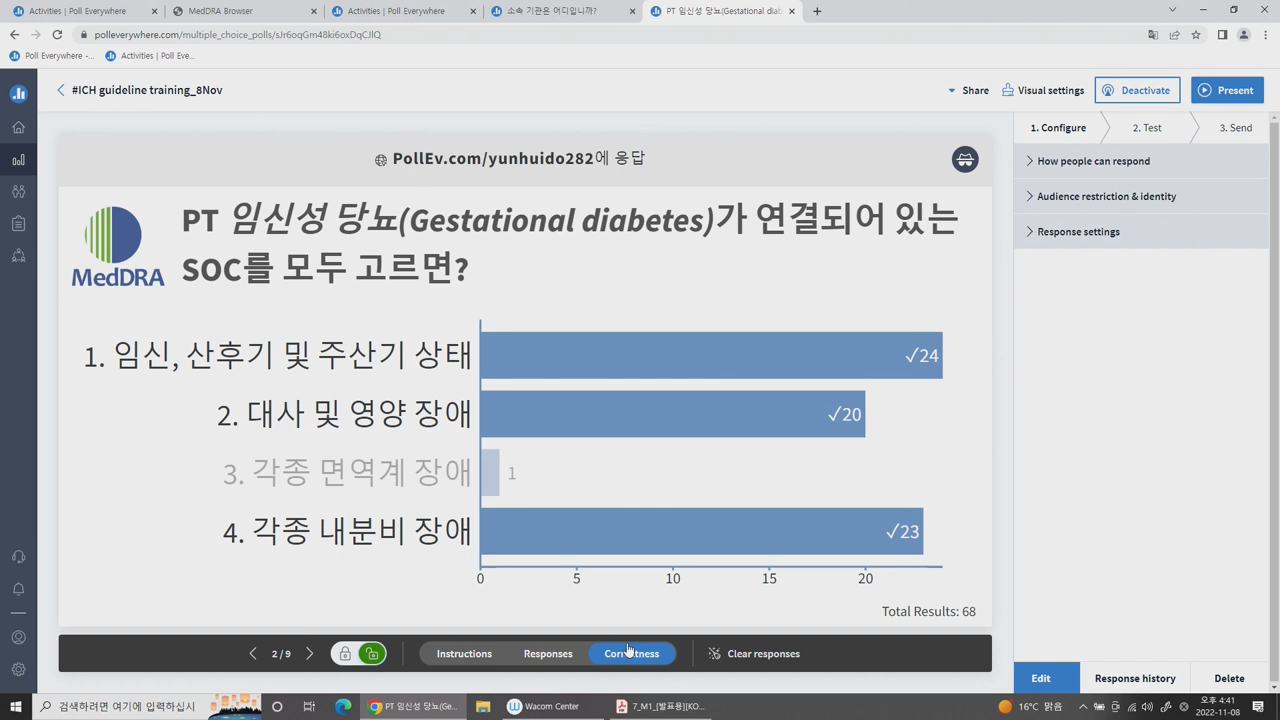 Activities | Poll Everywhere
MedDRA Browser
Activities | Poll Everywhere
소속 기관은 어디입니까?
PT 임신성 당뇨(Gestational diab
polleverywhere.com/multiple_choice_polls/sJr6oqGm48ki6oxDqCJlQ
Poll Everywhere -...
Activities | Poll Eve...
#ICH guideline training_8Nov
Share
Visual settings
Deactivate
Present
1. Configure
2. Test
3. Send
How people can respond
Audience restriction & identity
Response settings
PollEv.com/yunhuido282에 응답
MedDRA
PT 임신성 당뇨(Gestational diabetes)가 연결되어 있는
SOC를 모두 고르면?
1. 임신, 산후기 및 주산기 상태
✓24
2. 대사 및 영양 장애
✓20
3. 각종 면역계 장애
1
4. 각종 내분비 장애
✓23
0 5 10 15 20
Total Results: 68
2 / 9
Instructions
Responses
Correctness
Clear responses
Edit
Response history
Delete
검색하려면 여기에 입력하십시
PT 임신성 당뇨(Ge...
Wacom Center
7_M1_[발표용][KO...
16°C 맑음
오후 4:41
2022-11-08